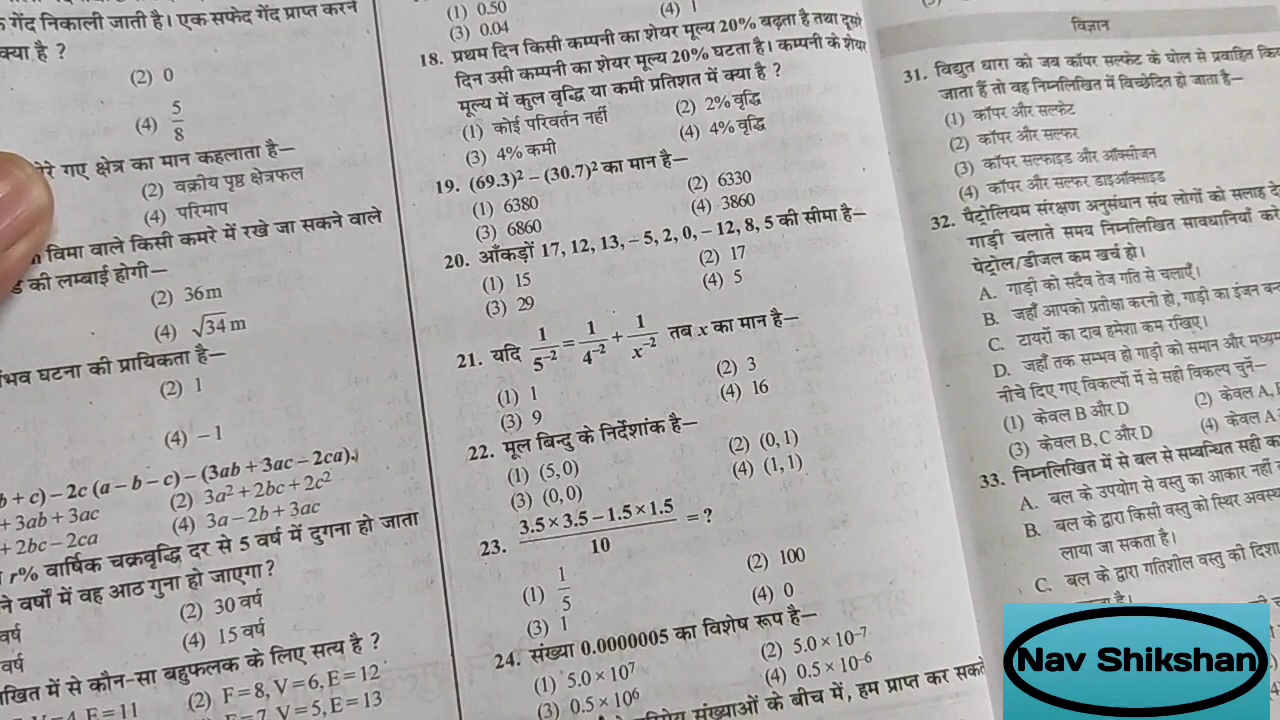 गेंद निकाली जाती है। एक सफेद गेंद प्राप्त करने
क्या है ?
(2) 0
(4) 5/8
गए क्षेत्र का मान कहलाता है—
(2) वक्रीय पृष्ठ क्षेत्रफल
(4) परिमाप
विमा वाले किसी कमरे में रखे जा सकने वाले
की लम्बाई होगी—
(2) 36m
(4) √34 m
घटना की प्रायिकता है—
(2) 1
(4) – 1
b + c) – 2c (a – b – c) – (3ab + 3ac – 2ca).
+ 3ab + 3ac
(2) 3a² + 2bc + 2c²
+ 2bc – 2ca
(4) 3a – 2b + 3ac
r% वार्षिक चक्रवृद्धि दर से 5 वर्ष में दुगना हो जाता
वर्षों में वह आठ गुना हो जाएगा ?
वर्ष
(2) 30 वर्ष
वर्ष
(4) 15 वर्ष
में से कौन-सा बहुफलक के लिए सत्य है ?
E = 11
(2) F = 8, V = 6, E = 12
V = 5, E = 13
(1) 0.50
(4) 1
(3) 0.04
18. प्रथम दिन किसी कम्पनी का शेयर मूल्य 20% बढ़ता है तथा दूसरे
दिन उसी कम्पनी का शेयर मूल्य 20% घटता है। कम्पनी के शेयर
मूल्य में कुल वृद्धि या कमी प्रतिशत में क्या है ?
(1) कोई परिवर्तन नहीं
(2) 2% वृद्धि
(3) 4% कमी
(4) 4% वृद्धि
19. (69.3)² – (30.7)² का मान है—
(1) 6380
(2) 6330
(3) 6860
(4) 3860
20. आँकड़ों 17, 12, 13, – 5, 2, 0, – 12, 8, 5 की सीमा है—
(1) 15
(2) 17
(3) 29
(4) 5
21. यदि 1/5⁻² = 1/4⁻² + 1/x⁻² तब x का मान है—
(1) 1
(2) 3
(3) 9
(4) 16
22. मूल बिन्दु के निर्देशांक है—
(1) (5, 0)
(2) (0, 1)
(3) (0, 0)
(4) (1, 1)
23. 3.5 × 3.5 – 1.5 × 1.5 / 10 = ?
(1) 1/5
(2) 100
(3) 1
(4) 0
24. संख्या 0.0000005 का विशेष रूप है—
(1) 5.0 × 10⁷
(2) 5.0 × 10⁻⁷
(3) 0.5 × 10⁶
(4) 0.5 × 10⁻⁶
संख्याओं के बीच में, हम प्राप्त कर सकते
विज्ञान
31. विद्युत धारा को जब कॉपर सल्फेट के घोल से प्रवाहित
जाता हैं तो वह निम्नलिखित में विच्छेदित हो जाता है—
(1) कॉपर और सल्फेट
(2) कॉपर और सल्फर
(3) कॉपर सल्फाइड और ऑक्सीजन
(4) कॉपर और सल्फर डाइऑक्साइड
32. पैट्रोलियम संरक्षण अनुसंधान संघ लोगों को सलाह
गाड़ी चलाते समय निम्नलिखित सावधानियाँ
पेट्रोल/डीजल कम खर्च हो।
A. गाड़ी को सदैव तेज गति से चलाएँ।
B. जहाँ आपको प्रतीक्षा करनी हो, गाड़ी का इंजन
C. टायरों का दाब हमेशा कम रखिए।
D. जहाँ तक सम्भव हो गाड़ी को समान और
नीचे दिए गए विकल्पों में से सही विकल्प चुनें—
(1) केवल B और D
(2) केवल A,
(3) केवल B, C और D
(4) केवल A
33. निम्नलिखित में से बल से सम्बन्धित सही
A. बल के उपयोग से वस्तु का आकार नहीं
B. बल के द्वारा किसी वस्तु को स्थिर
लाया जा सकता है।
C. बल के द्वारा गतिशील वस्तु की दिशा
Nav Shikshan